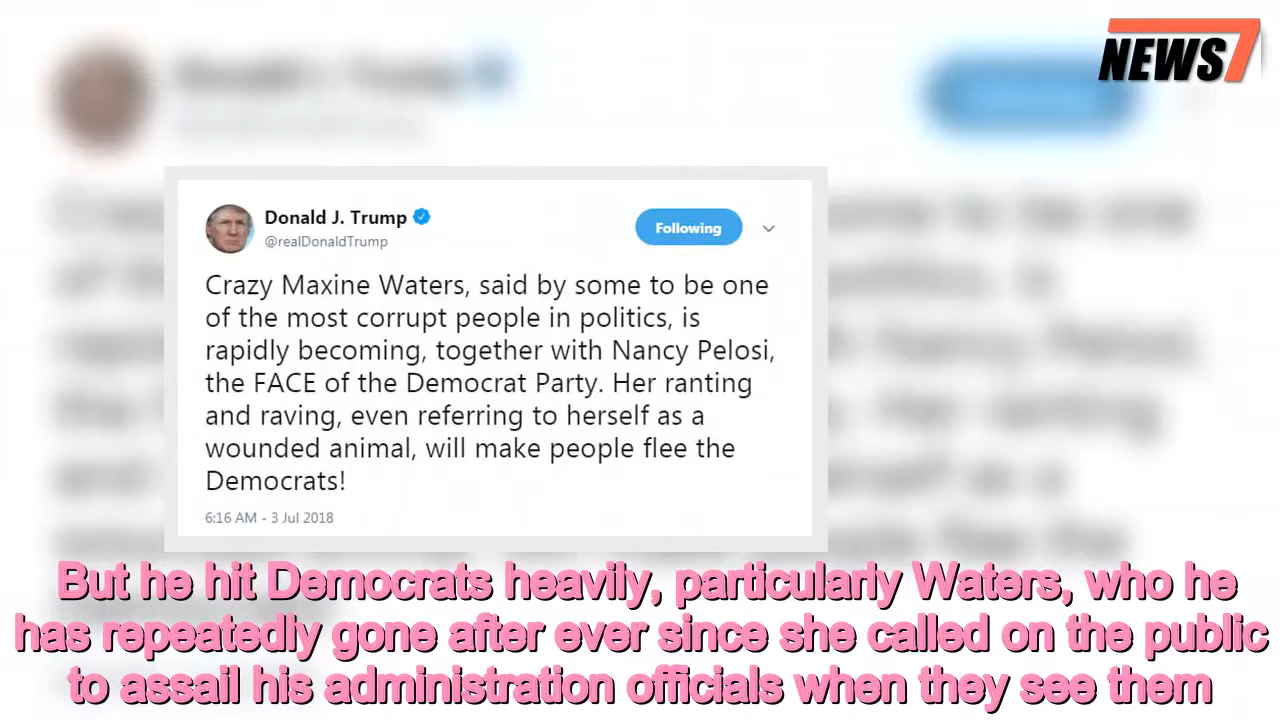 NEWS7
Donald J. Trump
@realDonaldTrump
Following
Crazy Maxine Waters, said by some to be one
of the most corrupt people in politics, is
rapidly becoming, together with Nancy Pelosi,
the FACE of the Democrat Party. Her ranting
and raving, even referring to herself as a
wounded animal, will make people flee the
Democrats!
6:16 AM - 3 Jul 2018
But he hit Democrats heavily, particularly Waters, who he
has repeatedly gone after ever since she called on the public
to assail his administration officials when they see them